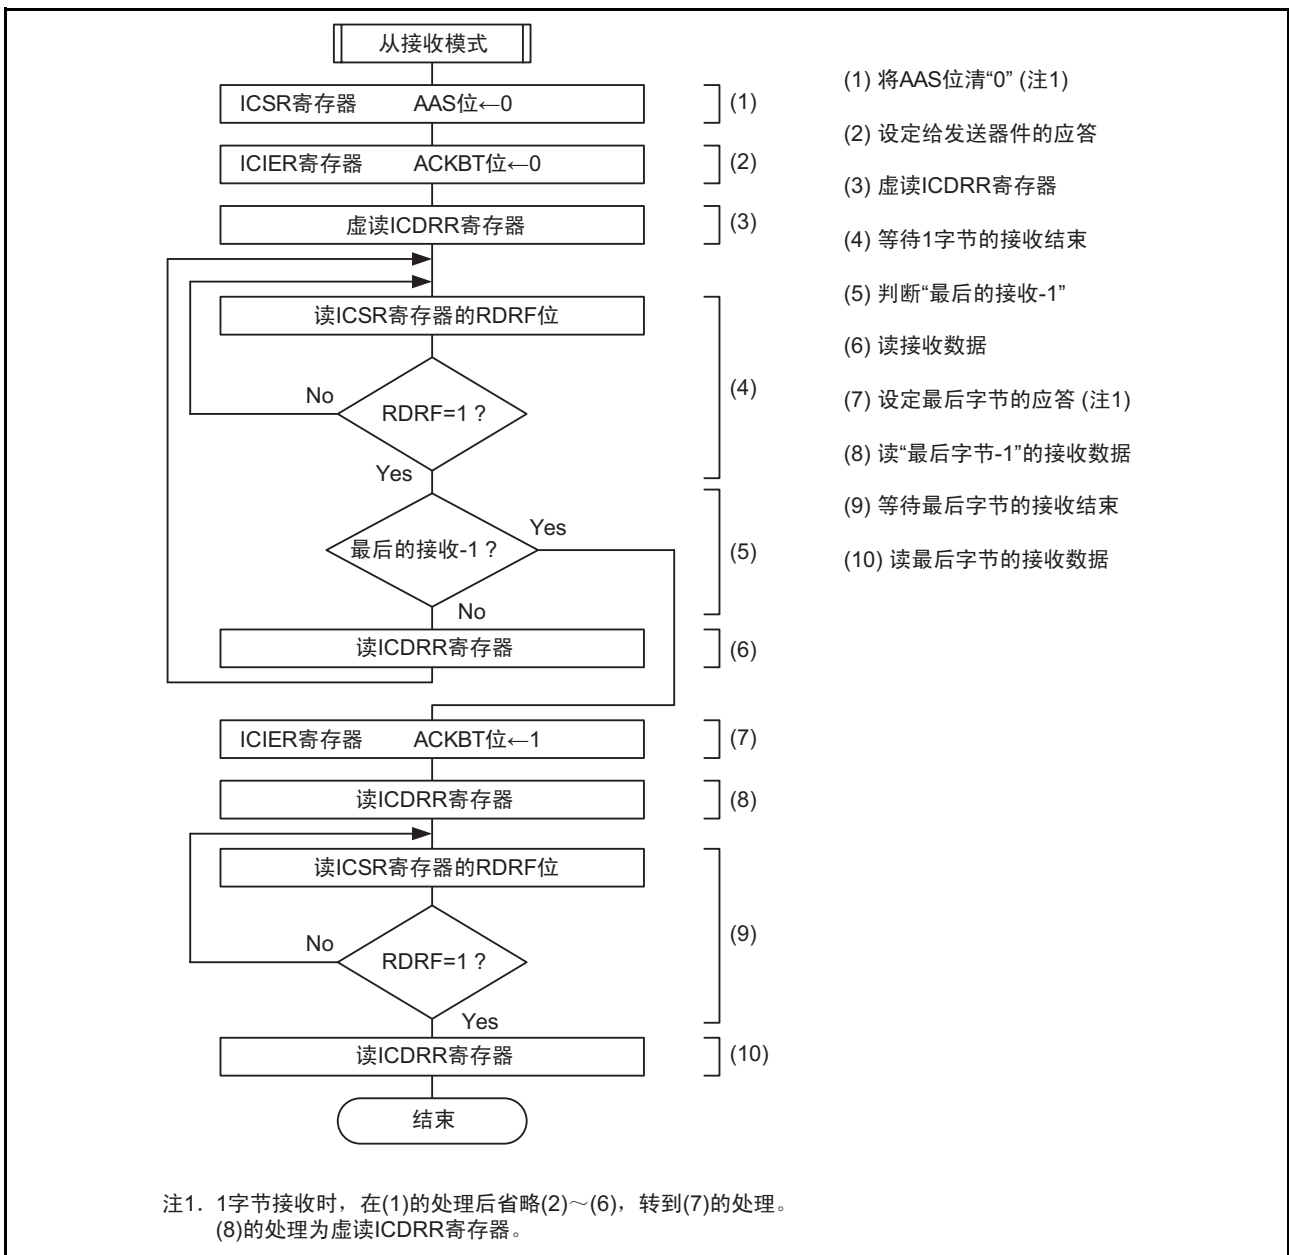 从接收模式
ICSR寄存器 AAS位←0 (1)
ICIER寄存器 ACKBT位←0 (2)
虚读ICDRR寄存器 (3)
读ICSR寄存器的RDRF位
No RDRF=1 ? (4)
Yes
最后的接收-1 ? Yes (5)
No
读ICDRR寄存器 (6)
ICIER寄存器 ACKBT位←1 (7)
读ICDRR寄存器 (8)
读ICSR寄存器的RDRF位
No RDRF=1 ? (9)
Yes
读ICDRR寄存器 (10)
结束
(1) 将AAS位清“0” (注1)
(2) 设定给发送器件的应答
(3) 虚读ICDRR寄存器
(4) 等待1字节的接收结束
(5) 判断“最后的接收-1”
(6) 读接收数据
(7) 设定最后字节的应答 (注1)
(8) 读“最后字节-1”的接收数据
(9) 等待最后字节的接收结束
(10) 读最后字节的接收数据
注1. 1字节接收时，在(1)的处理后省略(2)～(6)，转到(7)的处理。
(8)的处理为虚读ICDRR寄存器。